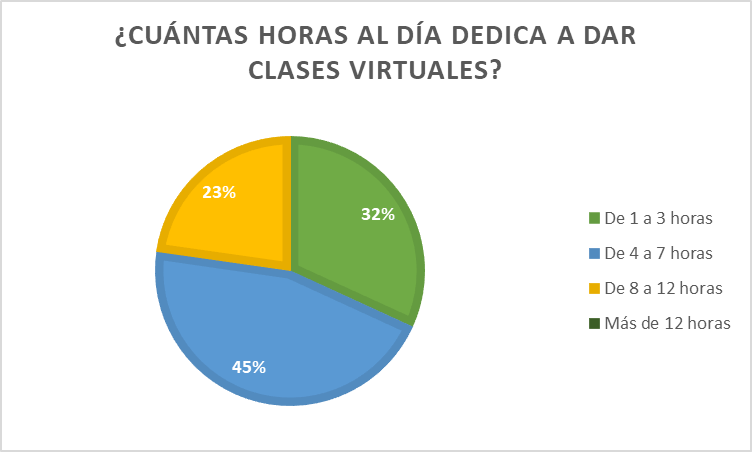 ¿CUÁNTAS HORAS AL DÍA DEDICA A DAR
CLASES VIRTUALES?
23%
32%
45%
De 1 a 3 horas
De 4 a 7 horas
De 8 a 12 horas
Más de 12 horas